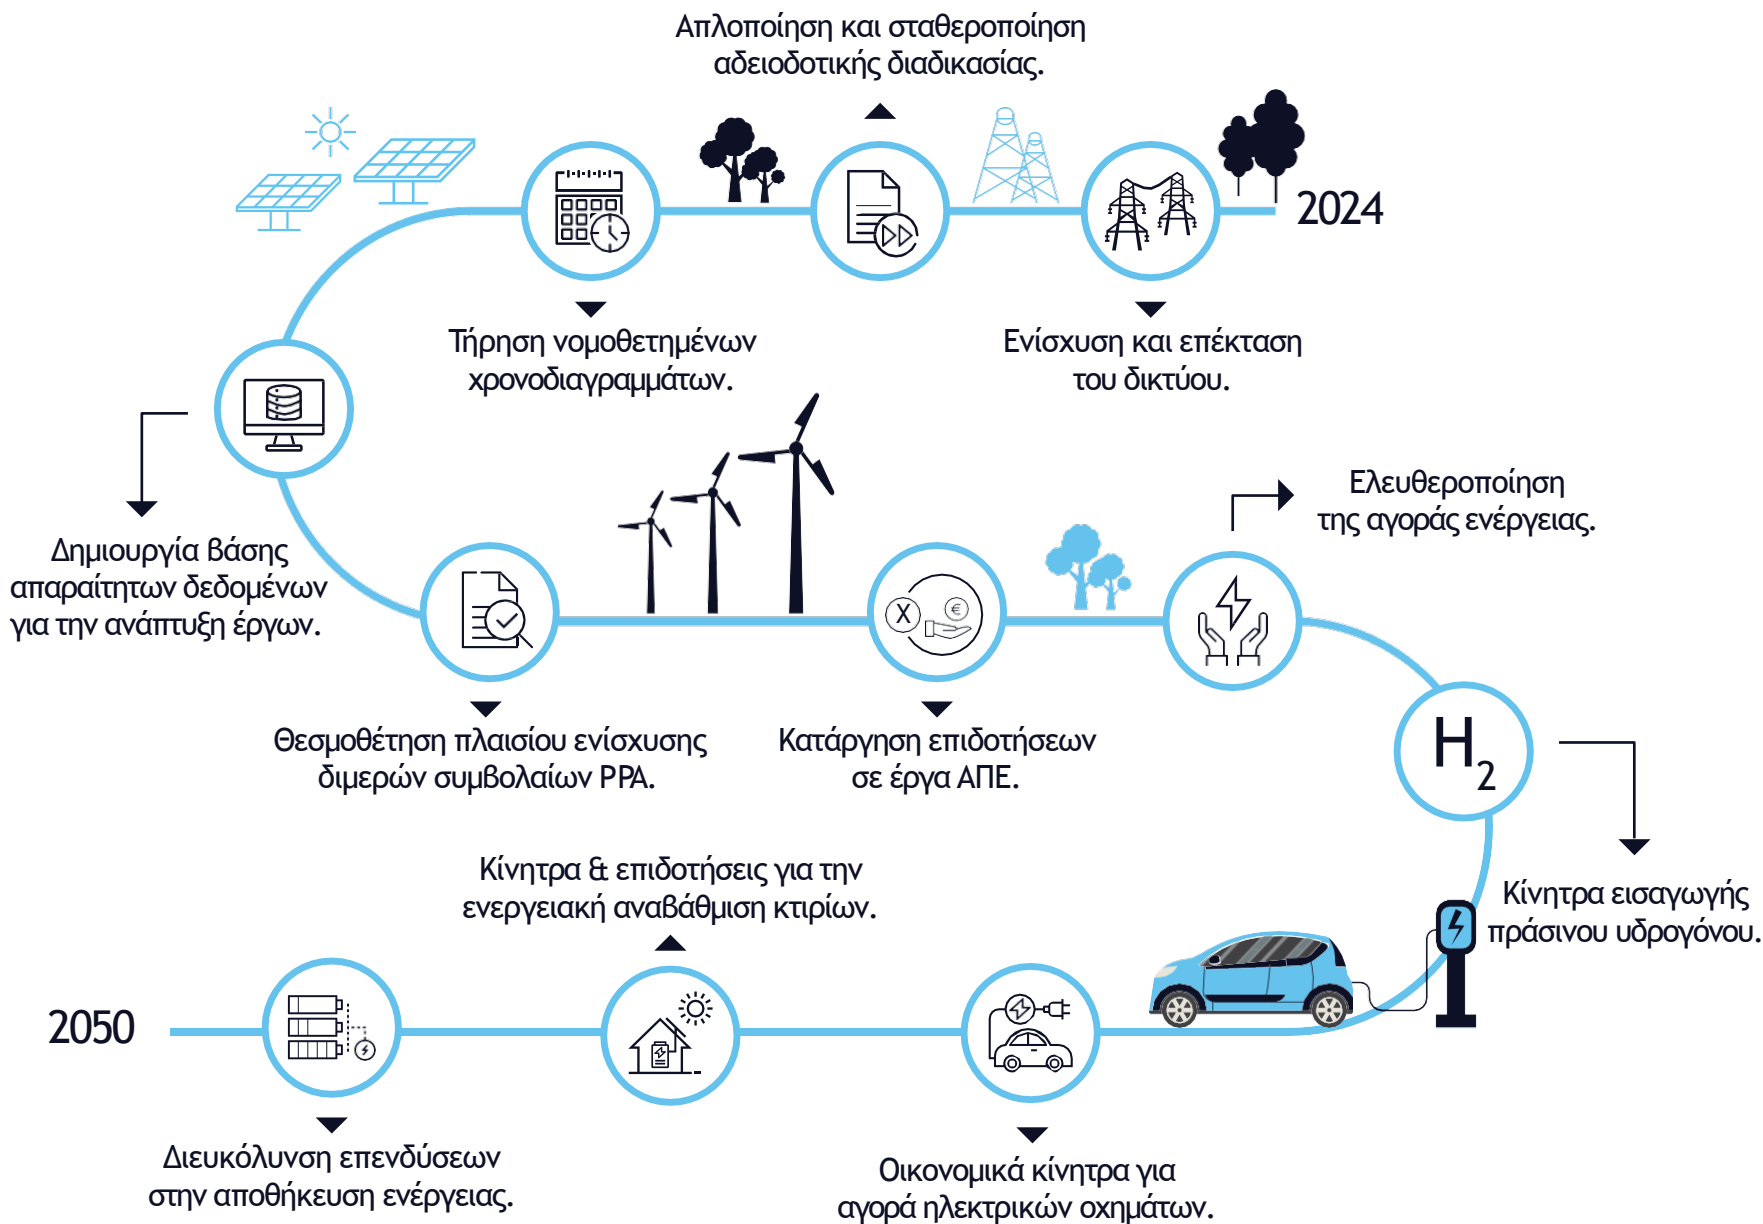 Απλοποίηση και σταθεροποίηση
αδειοδοτικής διαδικασίας.
2024
Τήρηση νομοθετημένων
χρονοδιαγραμμάτων.
Ενίσχυση και επέκταση
του δικτύου.
Δημιουργία βάσης
απαραίτητων δεδομένων
για την ανάπτυξη έργων.
Ελευθεροποίηση
της αγοράς ενέργειας.
X
€
Θεσμοθέτηση πλαισίου ενίσχυσης
διμερών συμβολαίων PPA.
Κατάργηση επιδοτήσεων
σε έργα ΑΠΕ.
H2
Κίνητρα εισαγωγής
πράσινου υδρογόνου.
Κίνητρα & επιδοτήσεις για την
ενεργειακή αναβάθμιση κτιρίων.
2050
Διευκόλυνση επενδύσεων
στην αποθήκευση ενέργειας.
Οικονομικά κίνητρα για
αγορά ηλεκτρικών οχημάτων.